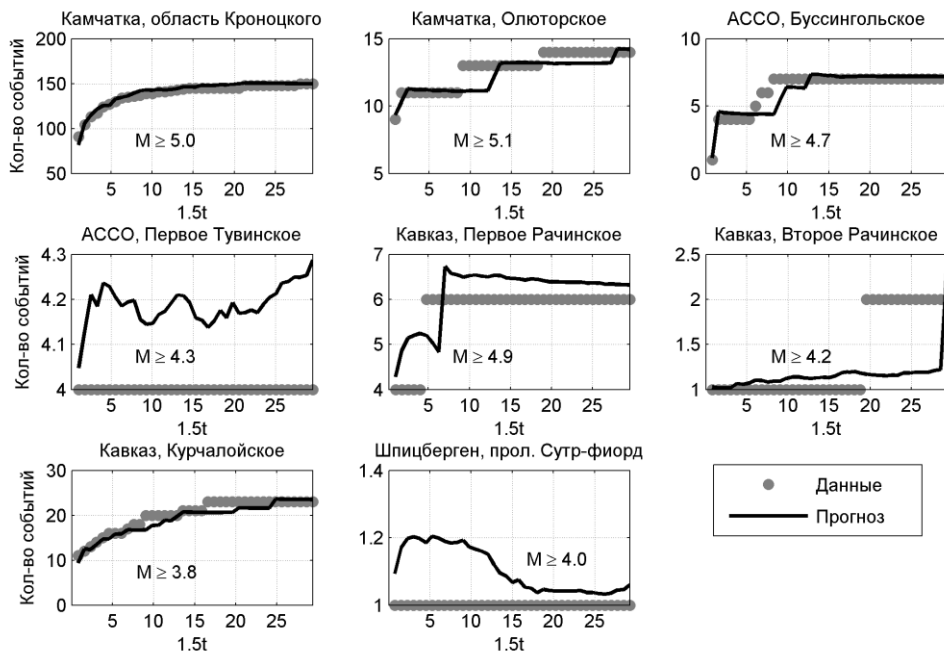 Камчатка, область Кроноцкого
Кол-во событий
200
150
100
50
M ≥ 5.0
5 10 15 20 25
1.5t
Камчатка, Олюторское
15
10
5
M ≥ 5.1
5 10 15 20 25
1.5t
АССО, Буссингольское
10
5
0
M ≥ 4.7
5 10 15 20 25
1.5t
АССО, Первое Тувинское
Кол-во событий
4.3
4.2
4.1
4
M ≥ 4.3
5 10 15 20 25
1.5t
Кавказ, Первое Рачинское
7
6
5
4
M ≥ 4.9
5 10 15 20 25
1.5t
Кавказ, Второе Рачинское
2.5
2
1.5
1
M ≥ 4.2
5 10 15 20 25
1.5t
Кавказ, Курчалойское
Кол-во событий
30
20
10
0
M ≥ 3.8
5 10 15 20 25
1.5t
Шпицберген, прол. Сутр-фиорд
1.4
1.2
1
M ≥ 4.0
5 10 15 20 25
1.5t
Данные
Прогноз